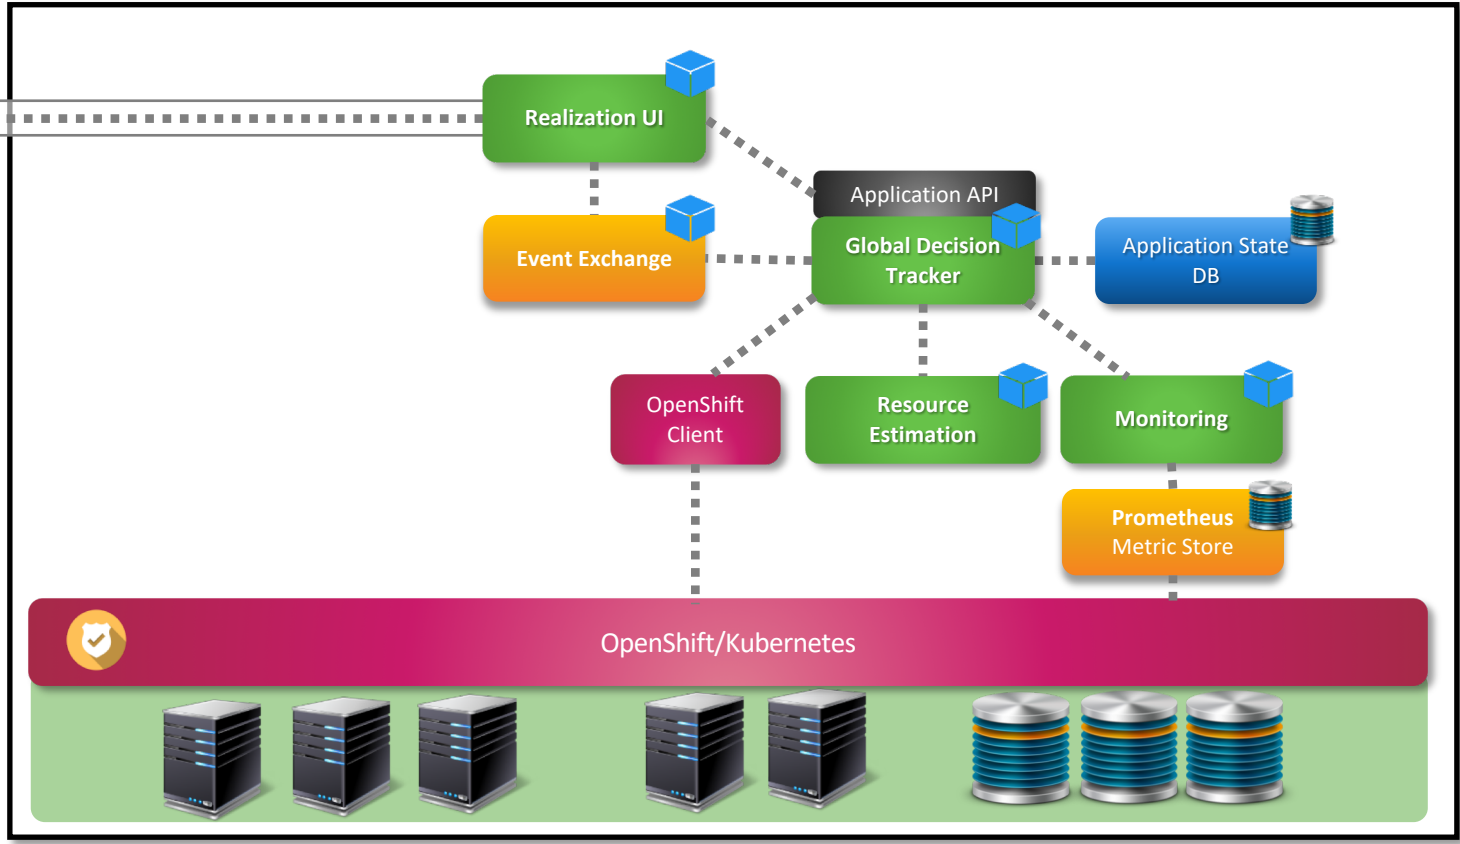 Realization UI
Application API
Event Exchange
Global Decision
Tracker
Application State
DB
OpenShift
Client
Resource
Estimation
Monitoring
Prometheus
Metric Store
OpenShift/Kubernetes